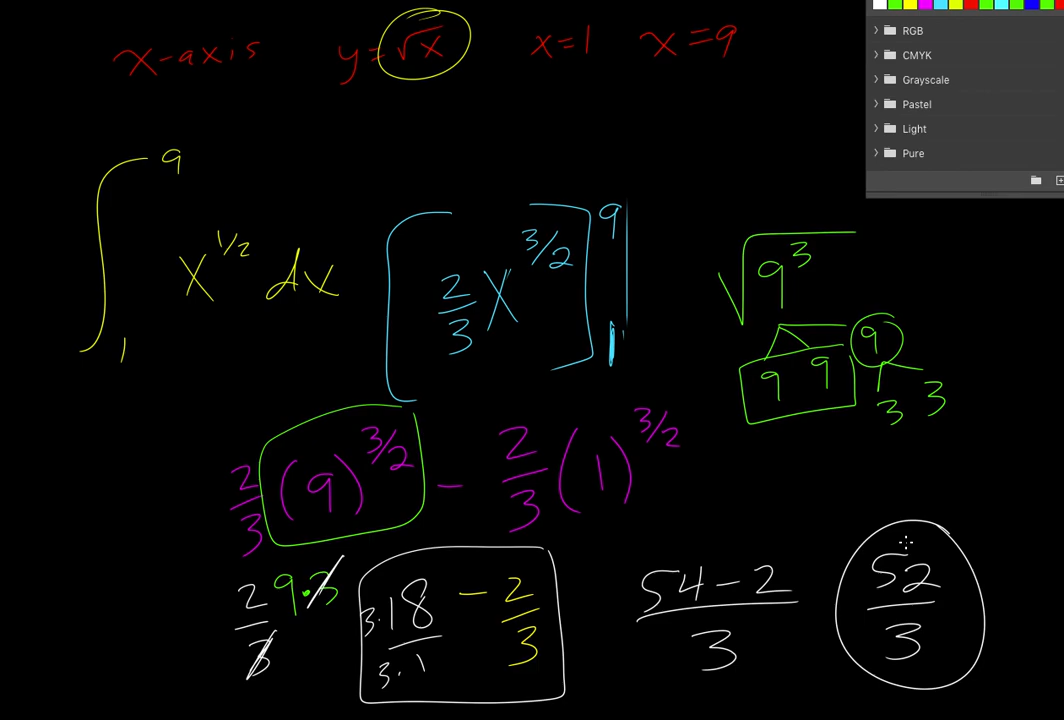 x-axis y=√x x=1 x=9
RGB
CMYK
Grayscale
Pastel
Light
Pure
∫₁⁹ x^{1/2} dx [2/3 x^{3/2}] |₁⁹
√9³
9 9 9
3 3
2/3 (9)^{3/2} - 2/3 (1)^{3/2}
2/3 9·3 3·18/3·1 - 2/3 54-2/3 52/3